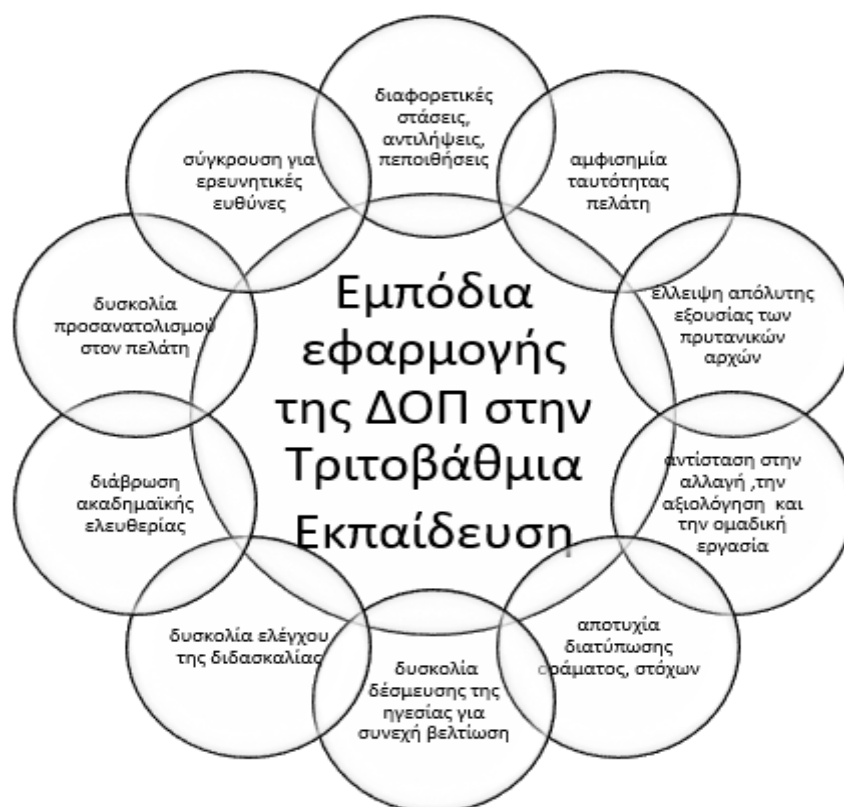 Εμπόδια
εφαρμογής
της ΔΟΠ στην
Τριτοβάθμια
Εκπαίδευση
διαφορετικές
στάσεις,
αντιλήψεις,
πεποιθήσεις
αμφισημία
ταυτότητας
πελάτη
έλλειψη απόλυτης
εξουσίας των
πρυτανικών
αρχών
αντίσταση στην
αλλαγή ,την
αξιολόγηση και
την ομαδική
εργασία
αποτυχία
διατύπωσης
οράματος, στόχων
δυσκολία
δέσμευσης της
ηγεσίας για
συνεχή βελτίωση
δυσκολία ελέγχου
της διδασκαλίας
διάβρωση
ακαδημαϊκής
ελευθερίας
δυσκολία
προσανατολισμού
στον πελάτη
σύγκρουση για
ερευνητικές
ευθύνες